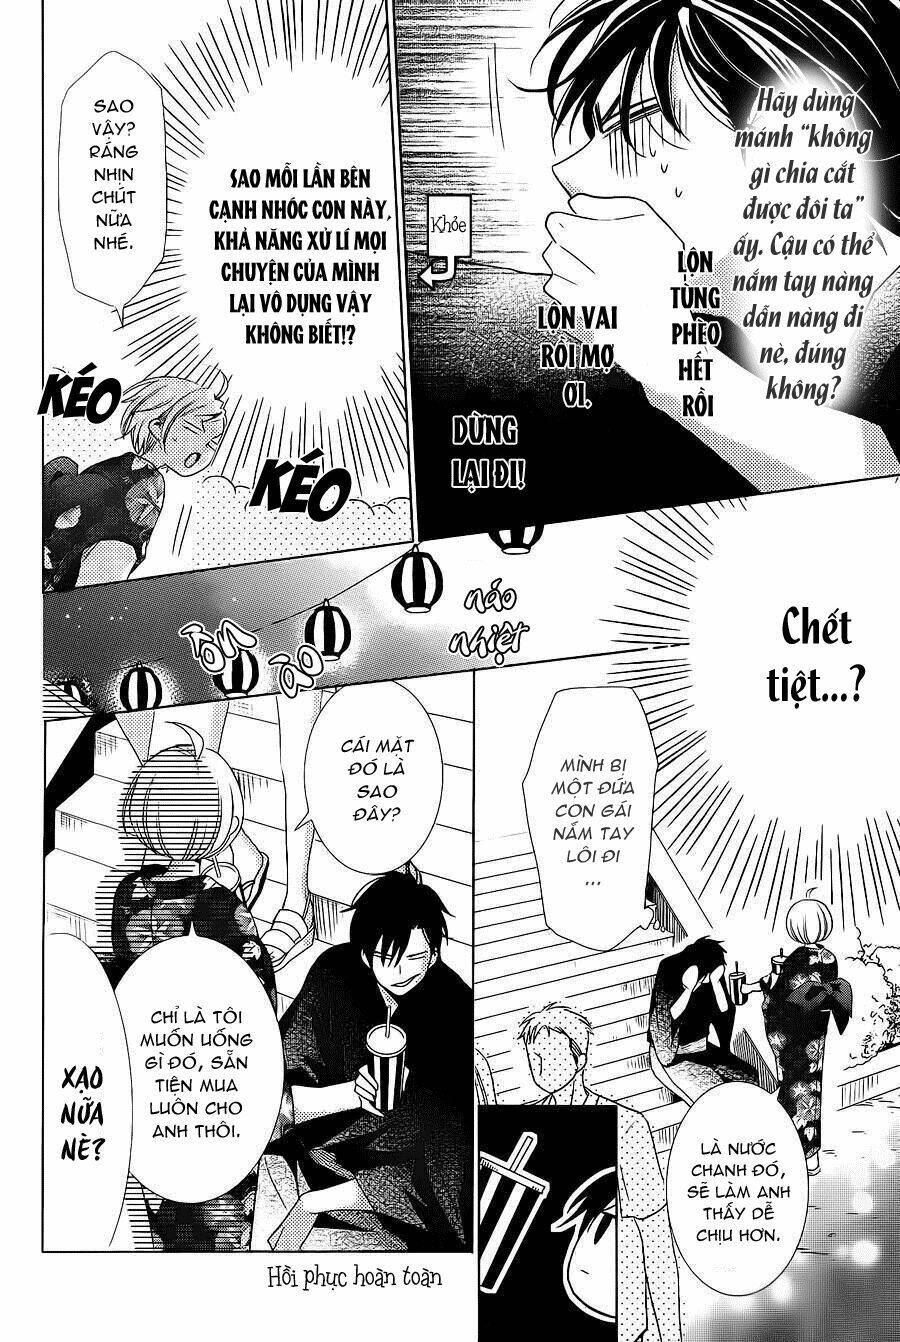 Hãy dùng
mánh "không
gì chia cắt
được đôi ta"
ấy. Cậu có thể
nắm tay nàng
dẫn nàng đi
nè, đúng
không?
LỘN
TÙNG
PHÈO
HẾT
RỒI
LỘN VAI
RỒI MỢ
ƠI.
DỪNG
LẠI ĐI!
Khỏe
SAO MỖI LẦN BÊN
CẠNH NHÓC CON NÀY,
KHẢ NĂNG XỬ LÍ MỌI
CHUYỆN CỦA MÌNH
LẠI VÔ DỤNG VẬY
KHÔNG BIẾT!?
SAO
VẬY?
RÁNG
NHỊN
CHÚT
NỮA
NHÉ.
KÉO
KÉO
náo
nhiệt
ồn
ào
Chết
tiệt...?
MÌNH BỊ
MỘT ĐỨA
CON GÁI
NẮM TAY
LÔI ĐI
...
LÀ NƯỚC
CHANH ĐÓ,
SẼ LÀM ANH
THẤY DỄ
CHỊU HƠN.
CÁI MẶT
ĐÓ LÀ
SAO
ĐÂY?
CHỈ LÀ TÔI
MUỐN UỐNG
GÌ ĐÓ, SẴN
TIỆN MUA
LUÔN CHO
ANH THÔI.
XẠO
NỮA
NÈ?
Hồi phục hoàn toàn